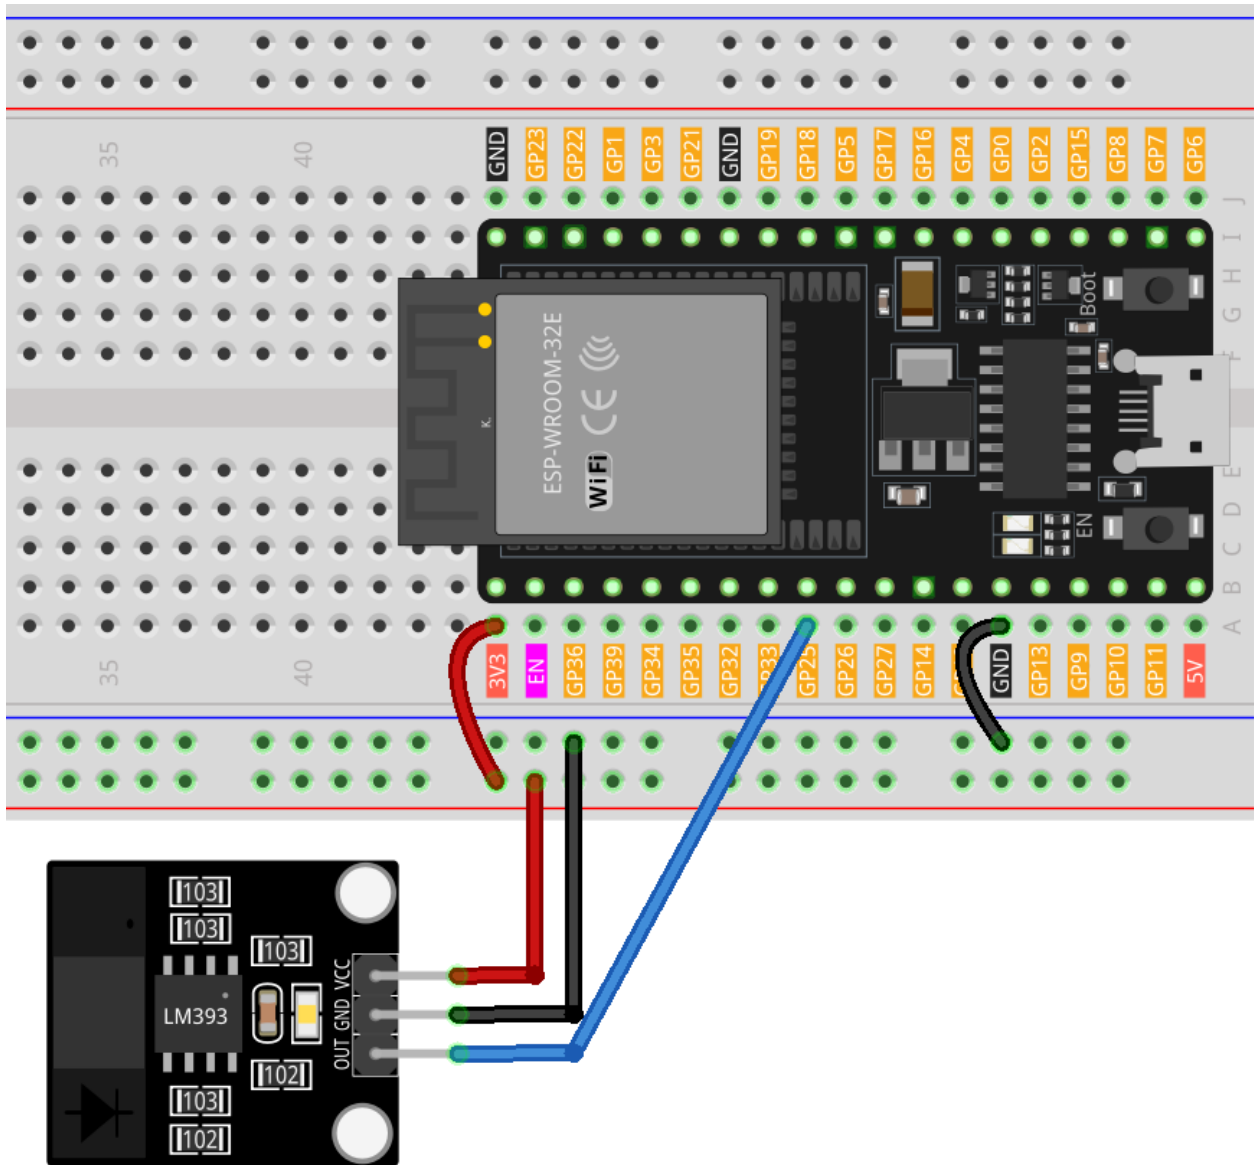 35
40
GND
GP23
GP22
GP1
GP3
GP21
GND
GP19
GP18
GP5
GP17
GP16
GP4
GP0
GP2
GP15
GP8
GP7
GP6
J
I
H
G
F
E
D
C
B
A
Boot
EN
K.
ESP-WROOM-32E
CE
WiFi
3V3
EN
GP36
GP39
GP34
GP35
GP32
GP33
GP25
GP26
GP27
GP14
GND
GP13
GP9
GP10
GP11
5V
35
40
103
103
103
LM393
VCC
GND
OUT
102
103
102